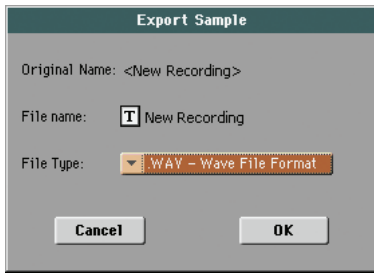 Export Sample
Original Name: <New Recording>
File name: T New Recording
File Type: .WAV – Wave File Format
Cancel OK